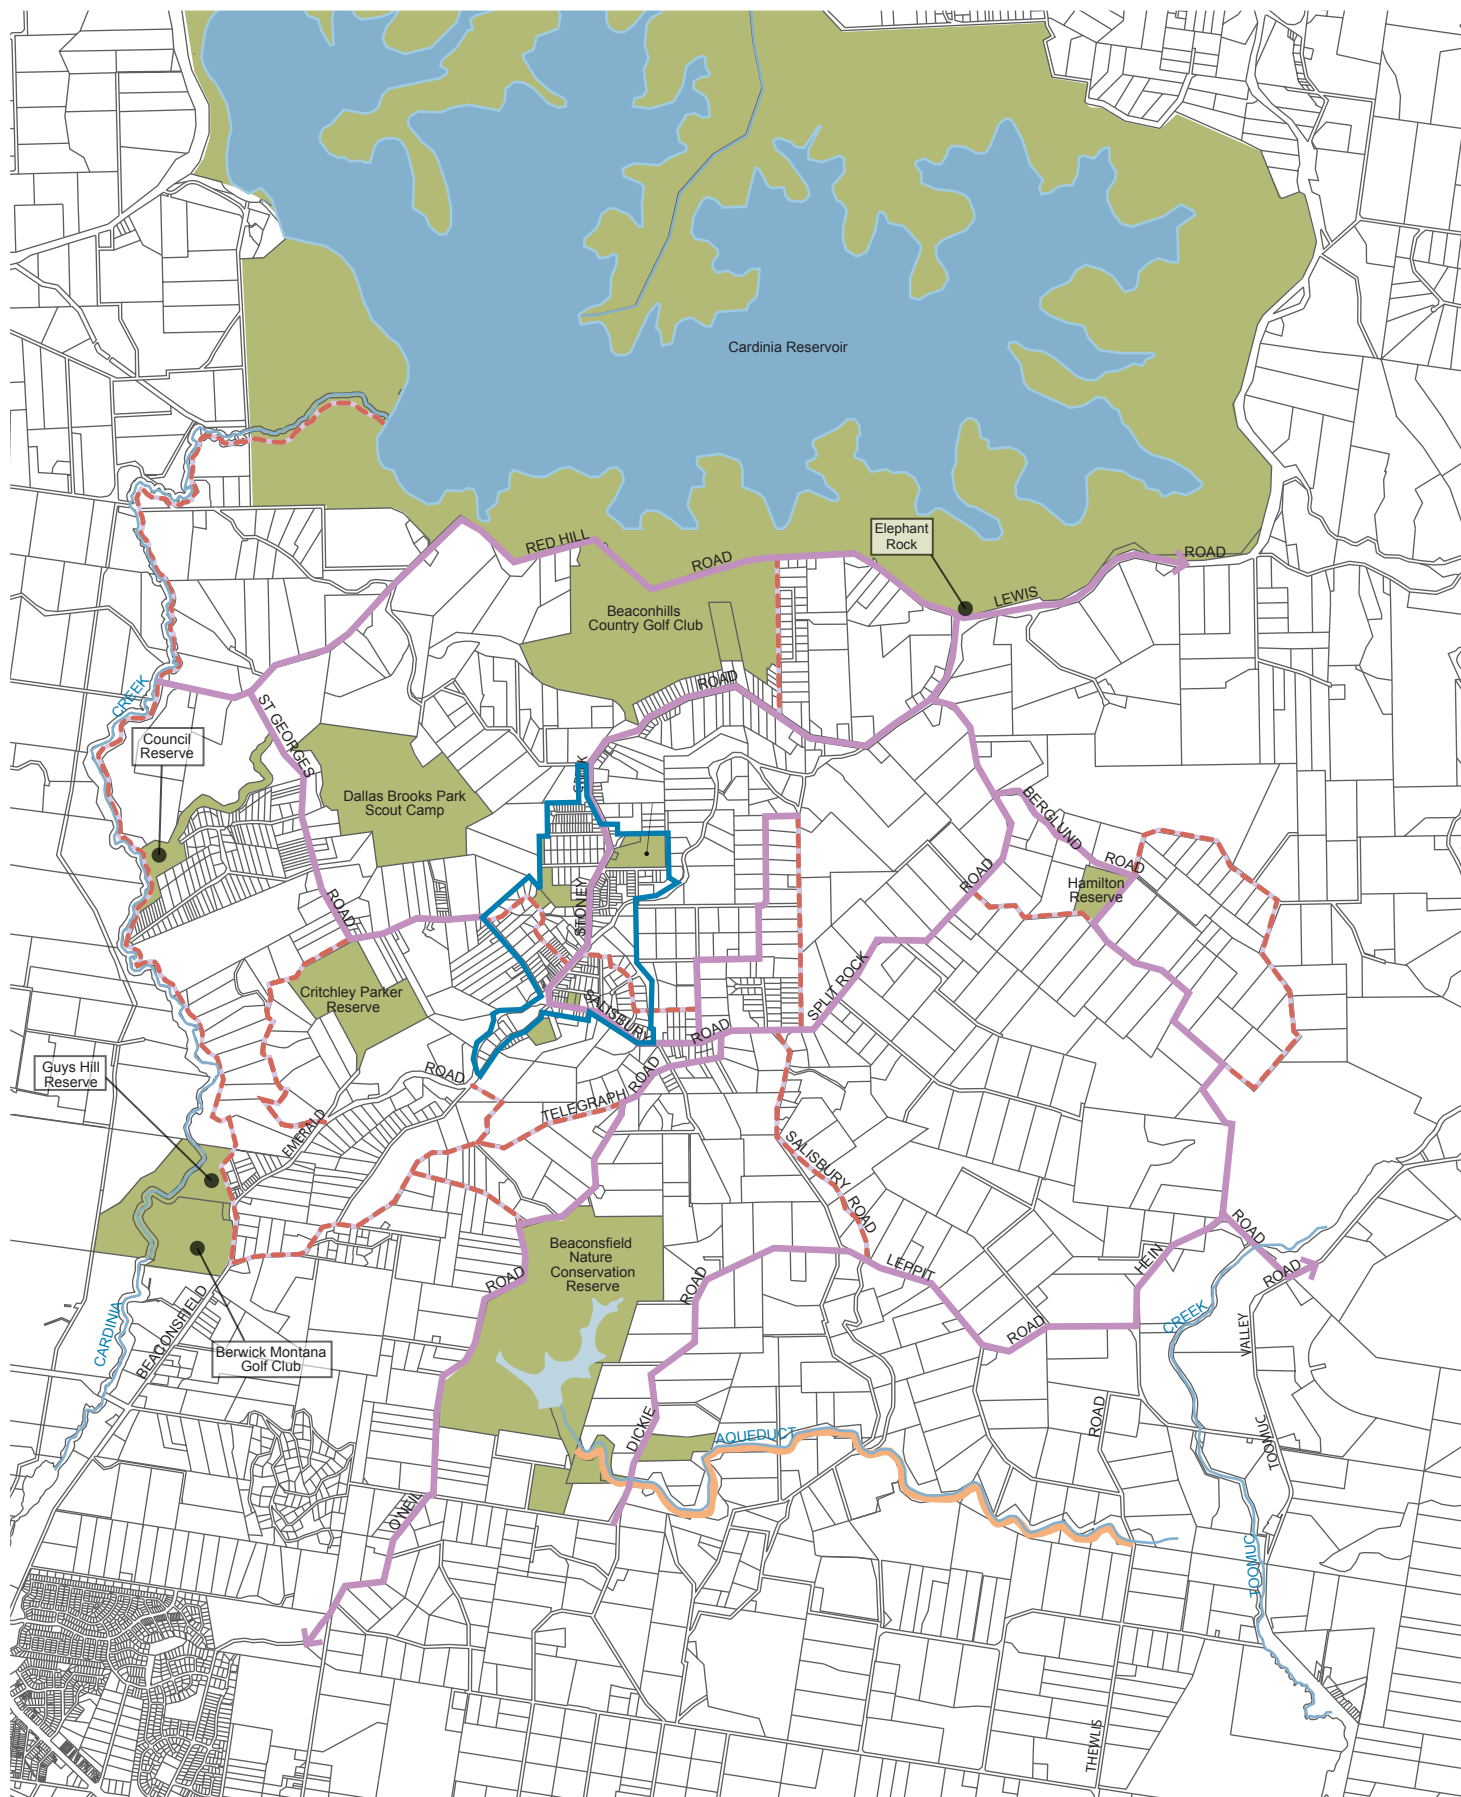 Cardinia Reservoir
Elephant
Rock
RED HILL
ROAD
ROAD
LEWIS
Beaconhills
Country Golf Club
ROAD
CREEK
ST GEORGES
Council
Reserve
CREEK
Dallas Brooks Park
Scout Camp
BERGLUND
ROAD
ROAD
Hamilton
Reserve
ROAD
STONEY
SPLIT ROCK
Critchley Parker
Reserve
SALISBURY
ROAD
Guys Hill
Reserve
ROAD
ROAD
TELEGRAPH
EMERALD
SALISBURY ROAD
Beaconsfield
Nature
Conservation
Reserve
ROAD
HEIN
ROAD
ROAD
ROAD
LEPPIT
CARDINIA
BEACONSFIELD
CREEK
VALLEY
ROAD
Berwick Montana
Golf Club
ROAD
DICKIE
AQUEDUCT
TOOMUC
O'NEIL
TOOMUC
THEWLIS